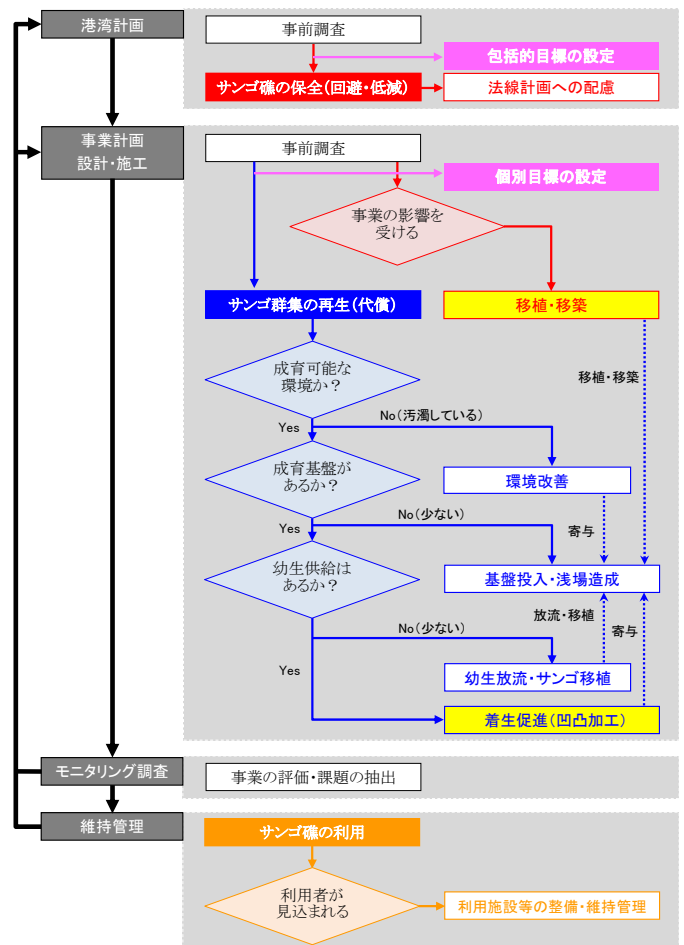 港湾計画
事前調査
包括的目標の設定
サンゴ礁の保全(回避・低減)
法線計画への配慮
事業計画
設計・施工
事前調査
個別目標の設定
事業の影響を
受ける
サンゴ群集の再生(代償)
移植・移築
成育可能な
環境か？
移植・移築
No(汚濁している)
Yes
成育基盤が
あるか？
環境改善
No(少ない)
Yes
寄与
幼生供給は
あるか？
基盤投入・浅場造成
放流・移植
No(少ない)
寄与
Yes
幼生放流・サンゴ移植
着生促進(凹凸加工)
モニタリング調査
事業の評価・課題の抽出
維持管理
サンゴ礁の利用
利用者が
見込まれる
利用施設等の整備・維持管理